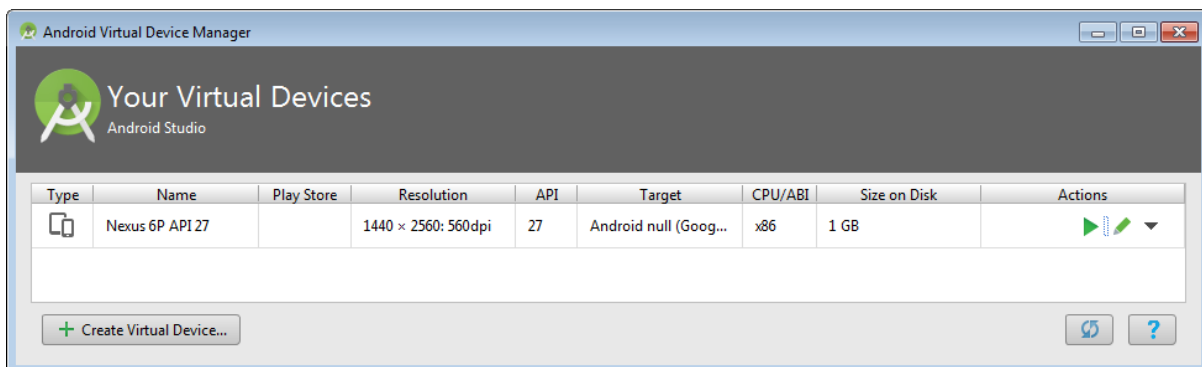 Android Virtual Device Manager
Your Virtual Devices
Android Studio
Type Name Play Store Resolution API Target CPU/ABI Size on Disk Actions
Nexus 6P API 27 1440 × 2560: 560dpi 27 Android null (Goog... x86 1 GB
Create Virtual Device... ?